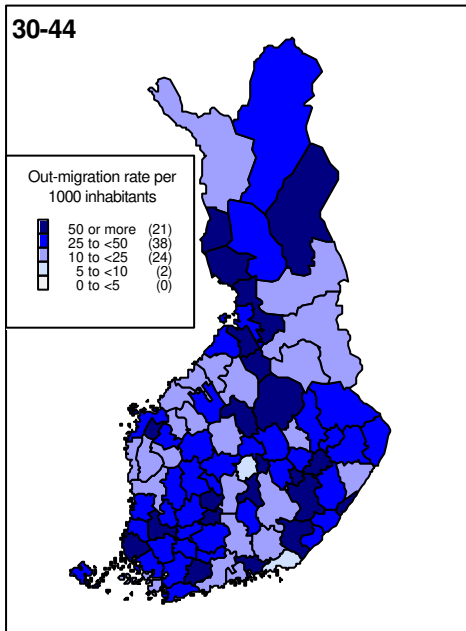 30-44
Out-migration rate per
1000 inhabitants
50 or more (21)
25 to <50 (38)
10 to <25 (24)
5 to <10 (2)
0 to <5 (0)